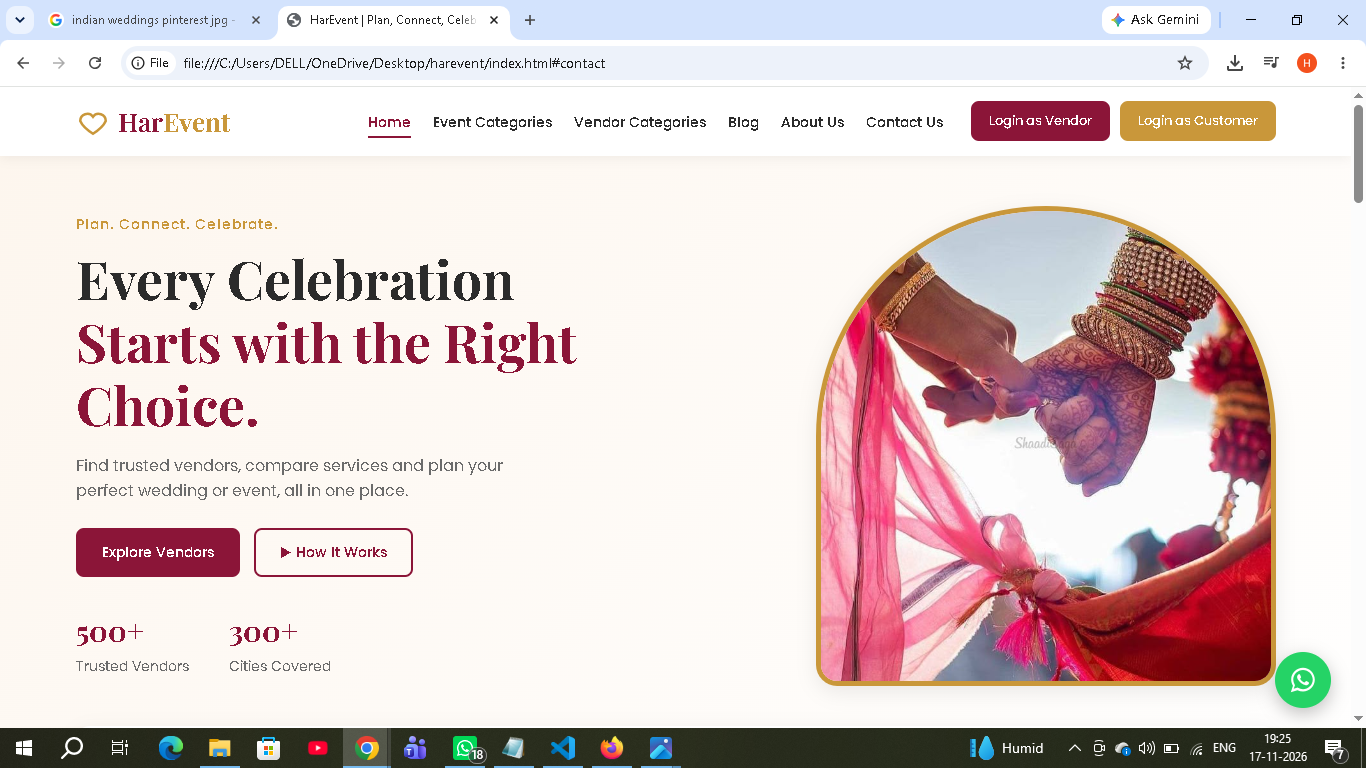 indian weddings pinterest jpg -
HarEvent | Plan, Connect, Celeb
Ask Gemini
File
file:///C:/Users/DELL/OneDrive/Desktop/harevent/index.html#contact
H
HarEvent
Home
Event Categories
Vendor Categories
Blog
About Us
Contact Us
Login as Vendor
Login as Customer
Plan. Connect. Celebrate.
Every Celebration
Starts with the Right
Choice.
Find trusted vendors, compare services and plan your
perfect wedding or event, all in one place.
Explore Vendors
▶ How It Works
500+
300+
Trusted Vendors
Cities Covered
18
Humid
ENG
19:25
17-11-2026
7